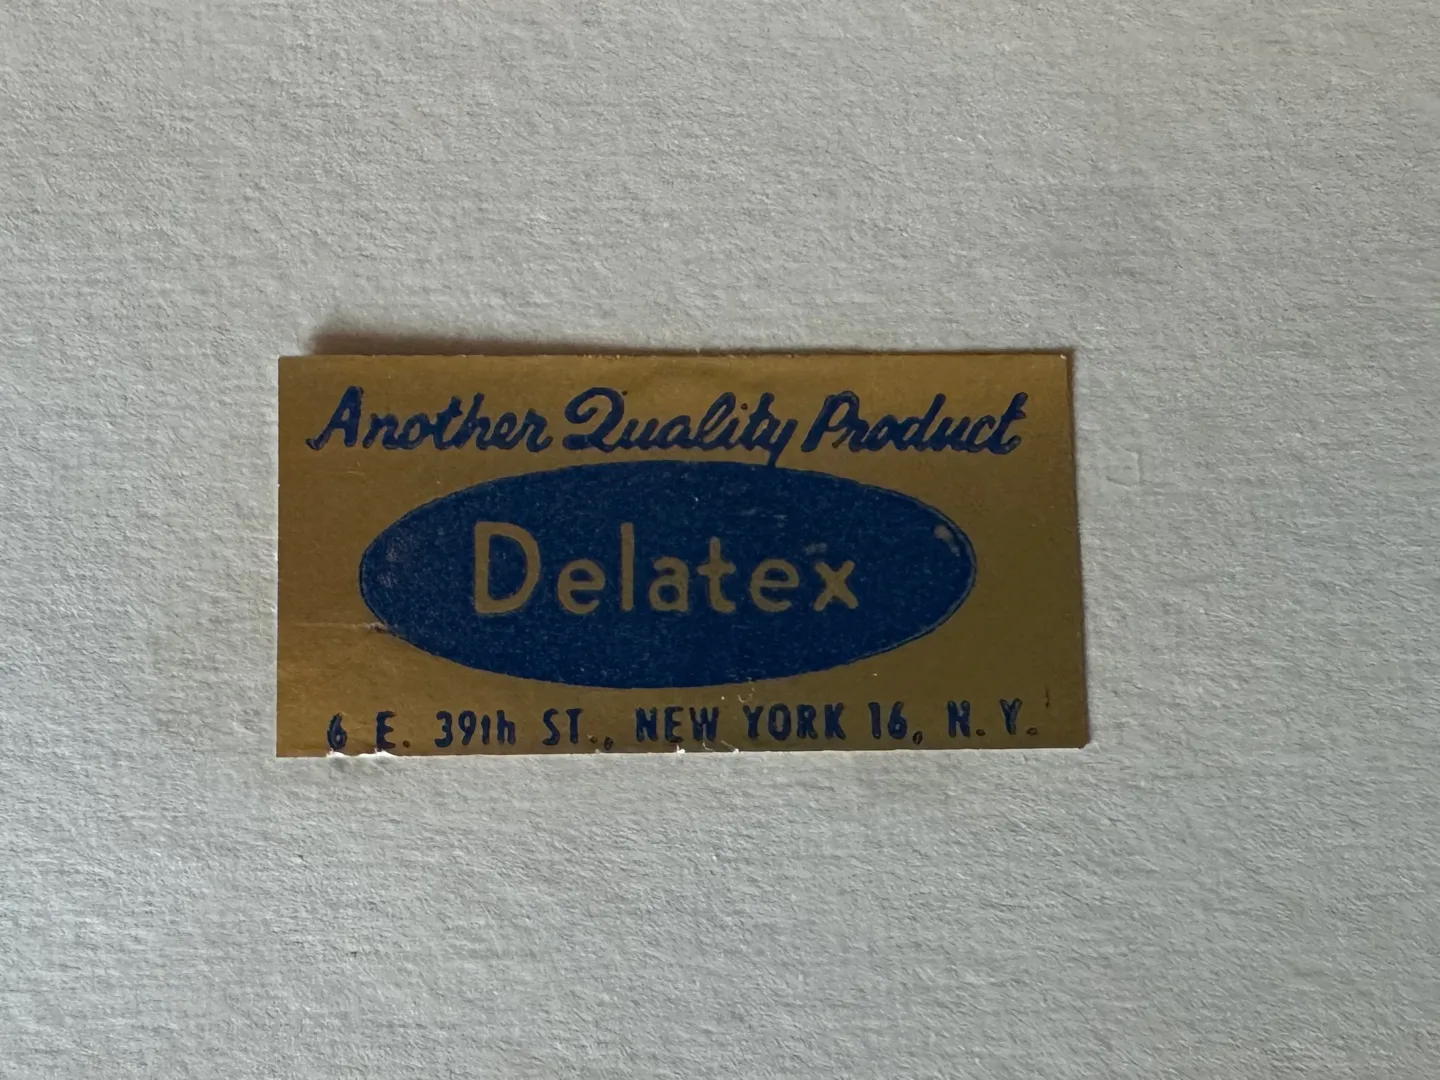 Another Quality Product
Delatex
6 E. 39th ST., NEW YORK 16, N.Y.